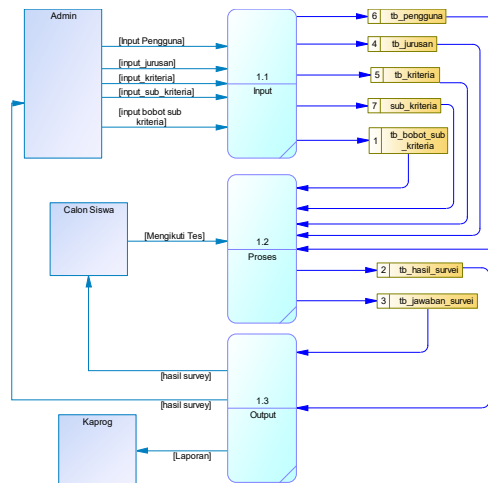 Admin
[Input Pengguna]
[input_jurusan]
[input_kriteria]
[input_sub_kriteria]
[input bobot sub
kriteria]
1.1
Input
6 tb_pengguna
4 tb_jurusan
5 tb_kriteria
7 sub_kriteria
1 tb_bobot_sub
_kriteria
Calon Siswa
[Mengikuti Tes]
1.2
Proses
2 tb_hasil_survei
3 tb_jawaban_survei
[hasil survey]
[hasil survey]
1.3
Output
Kaprog
[Laporan]